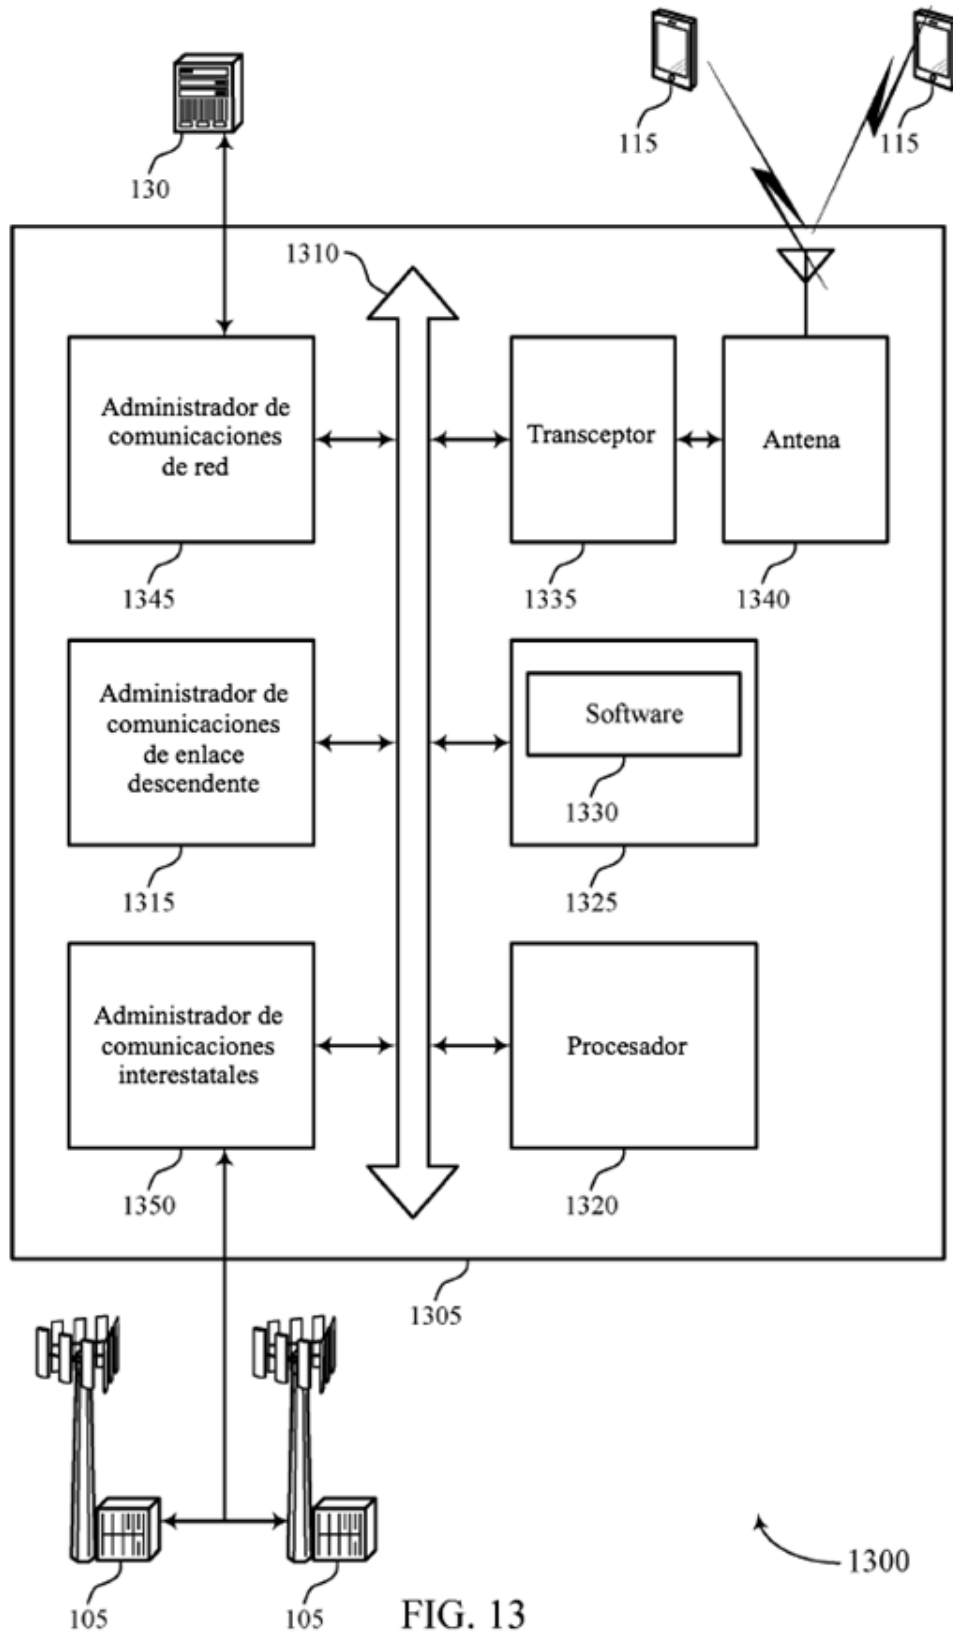 130
115
115
1310
Administrador de
comunicaciones
de red
Transceptor
Antena
1345
1335
1340
Administrador de
comunicaciones
de enlace
descendente
Software
1330
1315
1325
Administrador de
comunicaciones
interestatales
Procesador
1350
1320
1305
105
105
1300
FIG. 13